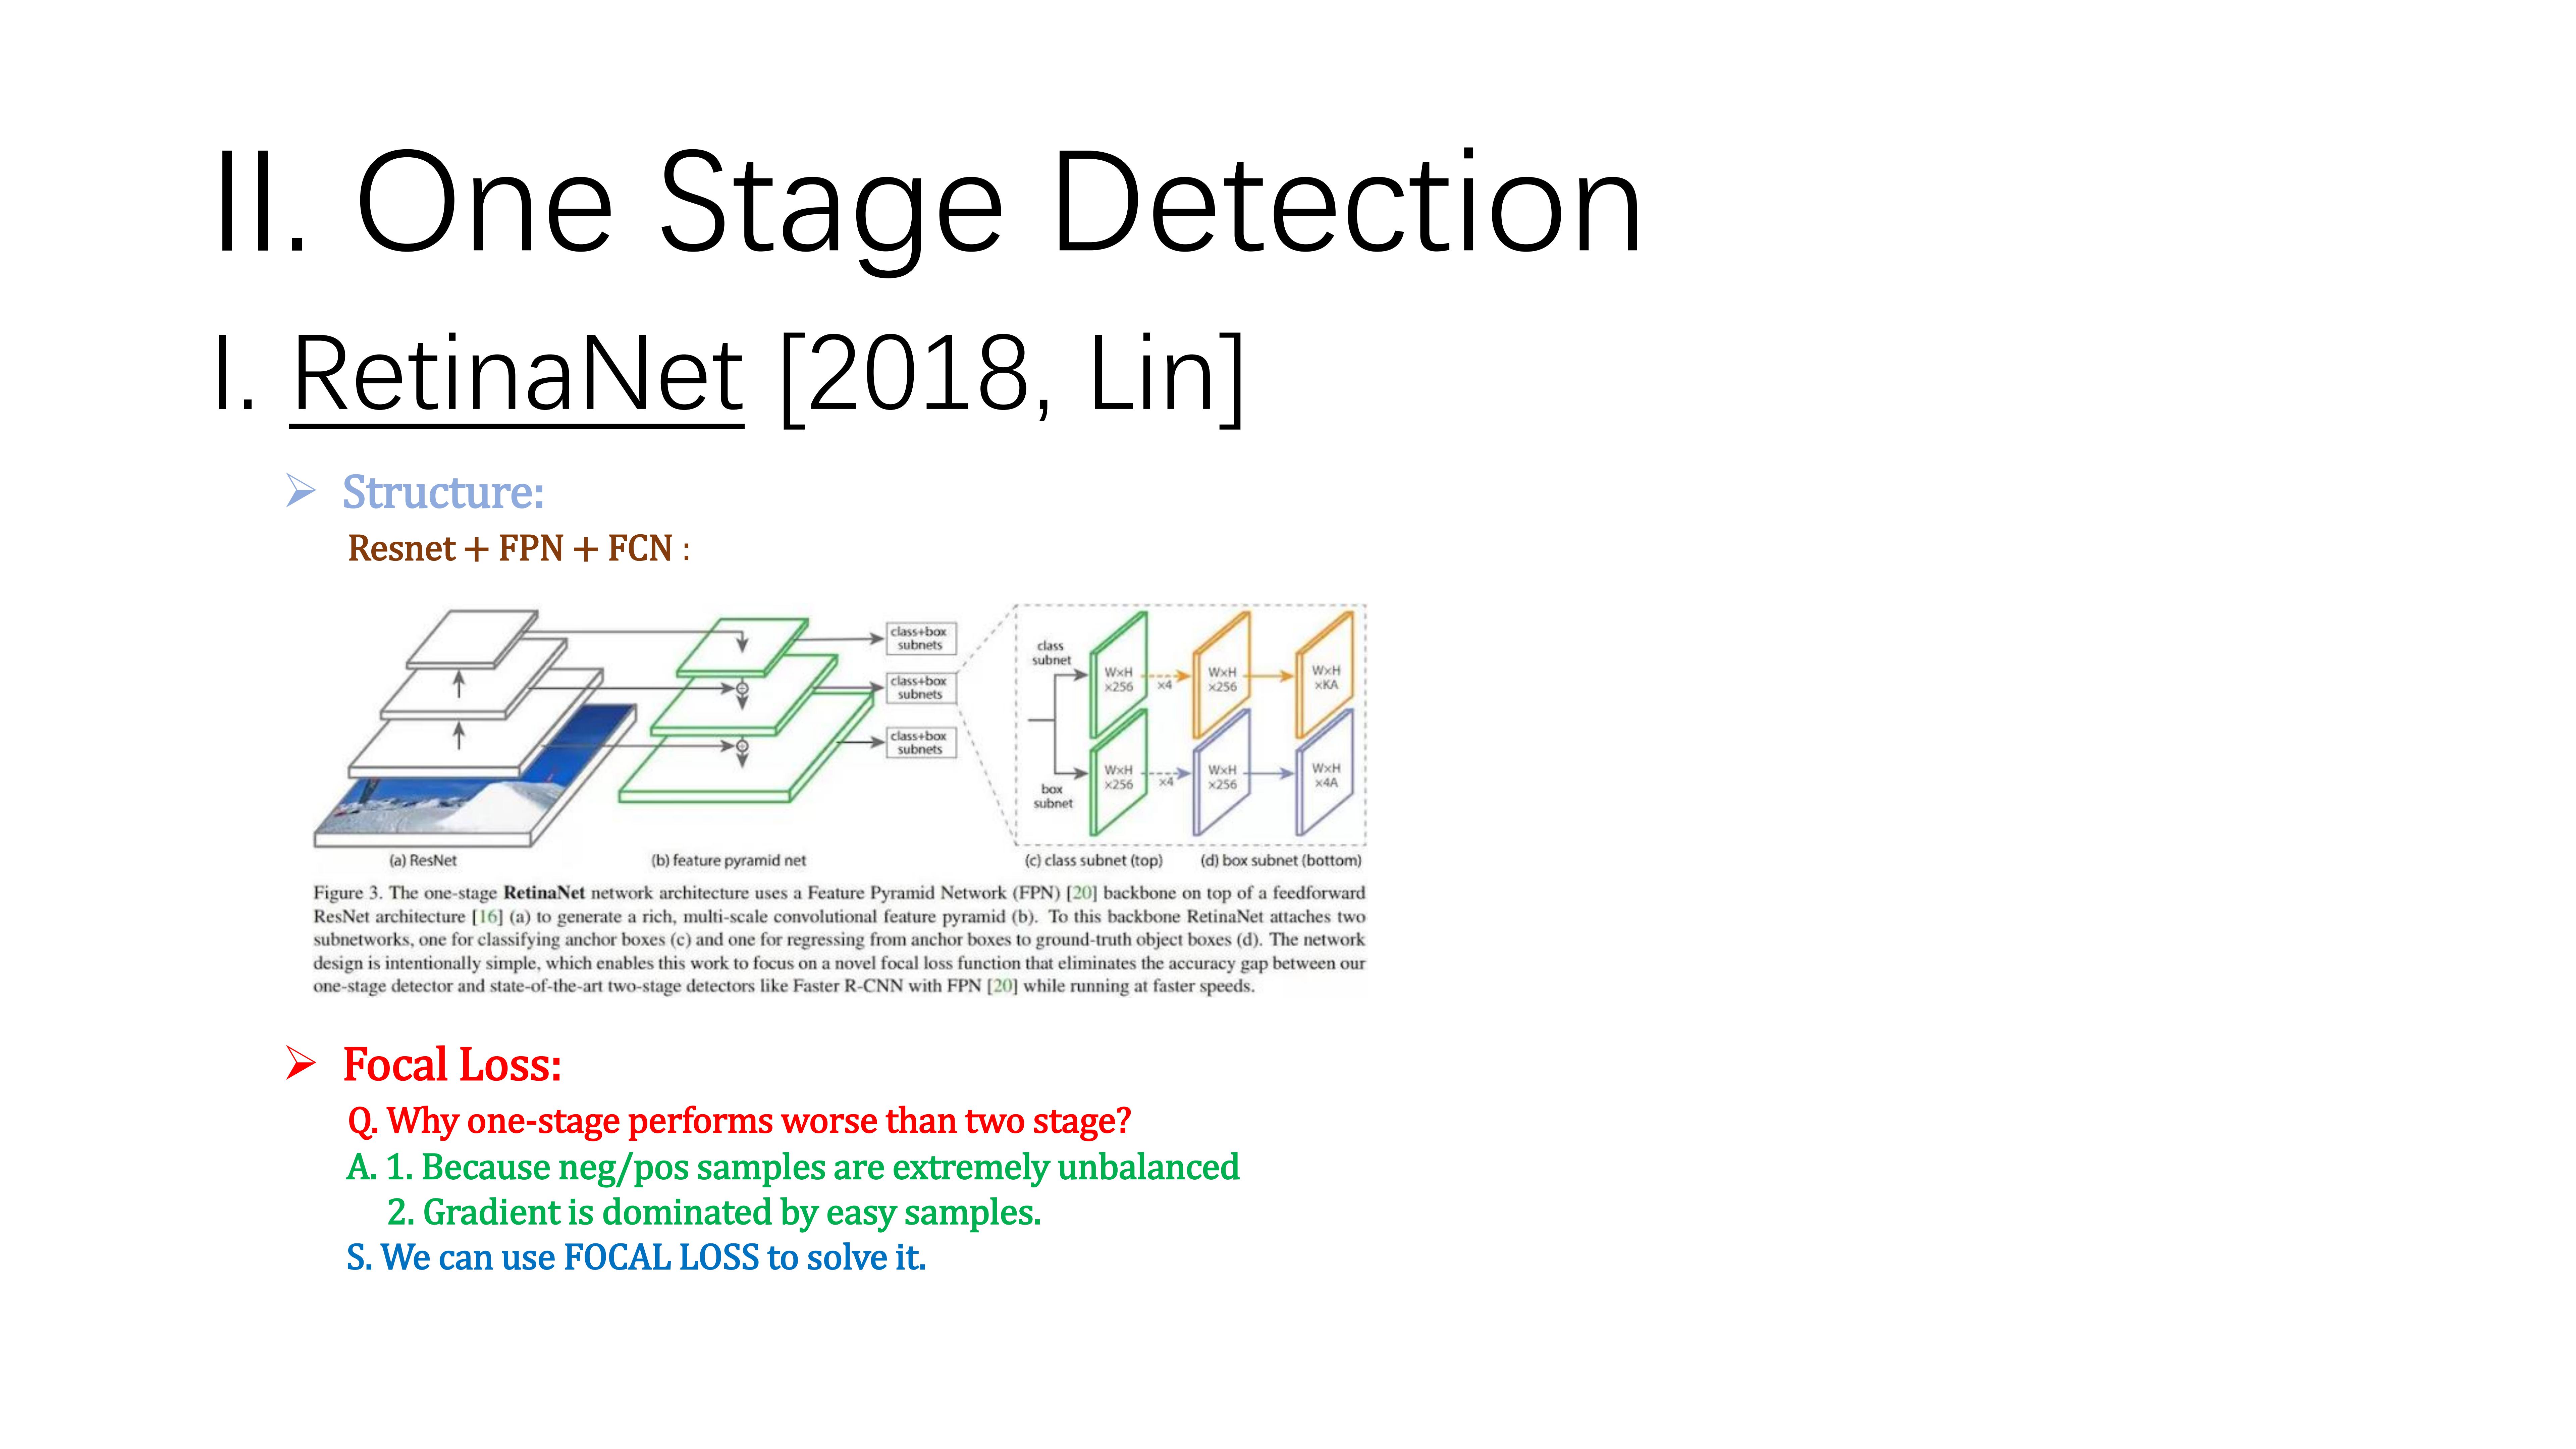 II. One Stage Detection
I. RetinaNet [2018, Lin]
Structure:
Resnet + FPN + FCN :
class+box
subnets
class+box
subnets
class+box
subnets
class
subnet
W×H
×256
×4
W×H
×256
W×H
×KA
box
subnet
W×H
×256
×4
W×H
×256
W×H
×4A
(a) ResNet
(b) feature pyramid net
(c) class subnet (top)
(d) box subnet (bottom)
Figure 3. The one-stage RetinaNet network architecture uses a Feature Pyramid Network (FPN) [20] backbone on top of a feedforward
ResNet architecture [16] (a) to generate a rich, multi-scale convolutional feature pyramid (b). To this backbone RetinaNet attaches two
subnetworks, one for classifying anchor boxes (c) and one for regressing from anchor boxes to ground-truth object boxes (d). The network
design is intentionally simple, which enables this work to focus on a novel focal loss function that eliminates the accuracy gap between our
one-stage detector and state-of-the-art two-stage detectors like Faster R-CNN with FPN [20] while running at faster speeds.
Focal Loss:
Q. Why one-stage performs worse than two stage?
A. 1. Because neg/pos samples are extremely unbalanced
2. Gradient is dominated by easy samples.
S. We can use FOCAL LOSS to solve it.